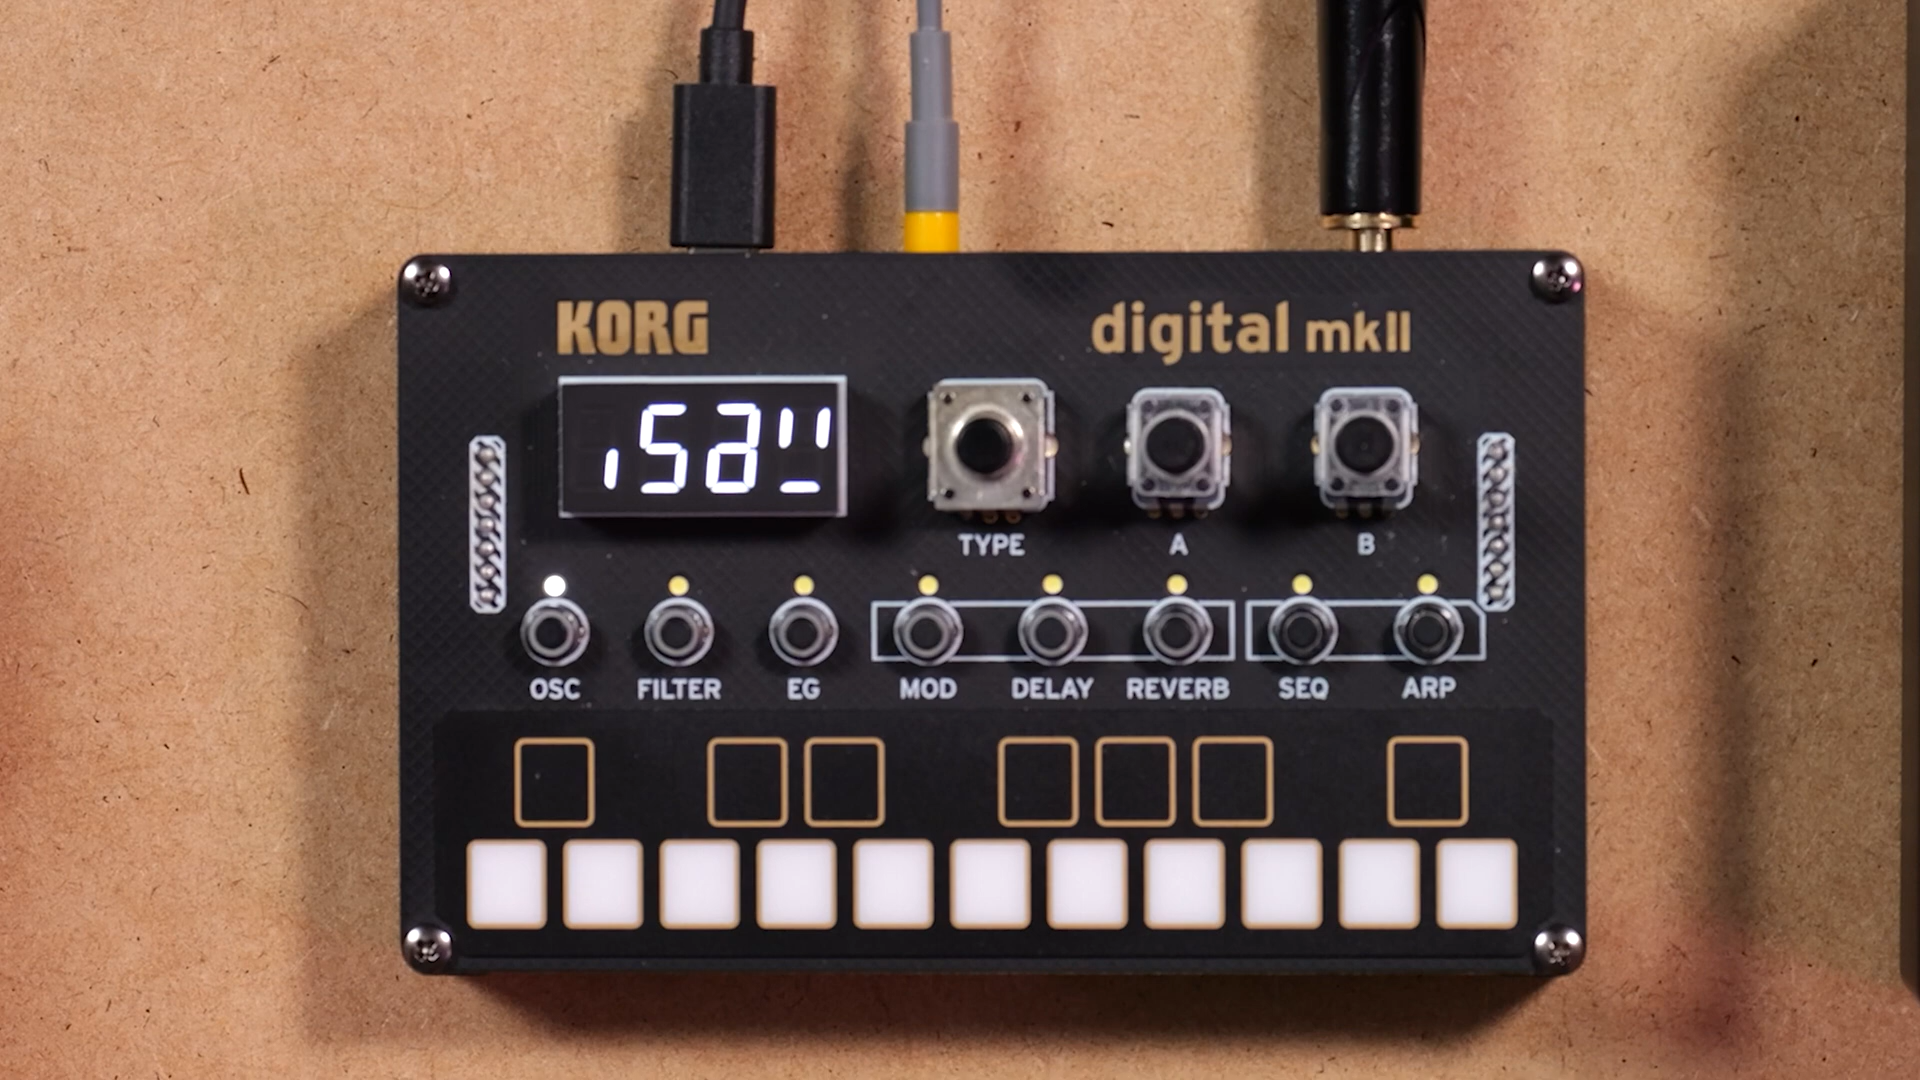 KORG
digital mkII
TYPE
A
B
OSC
FILTER
EG
MOD
DELAY
REVERB
SEQ
ARP